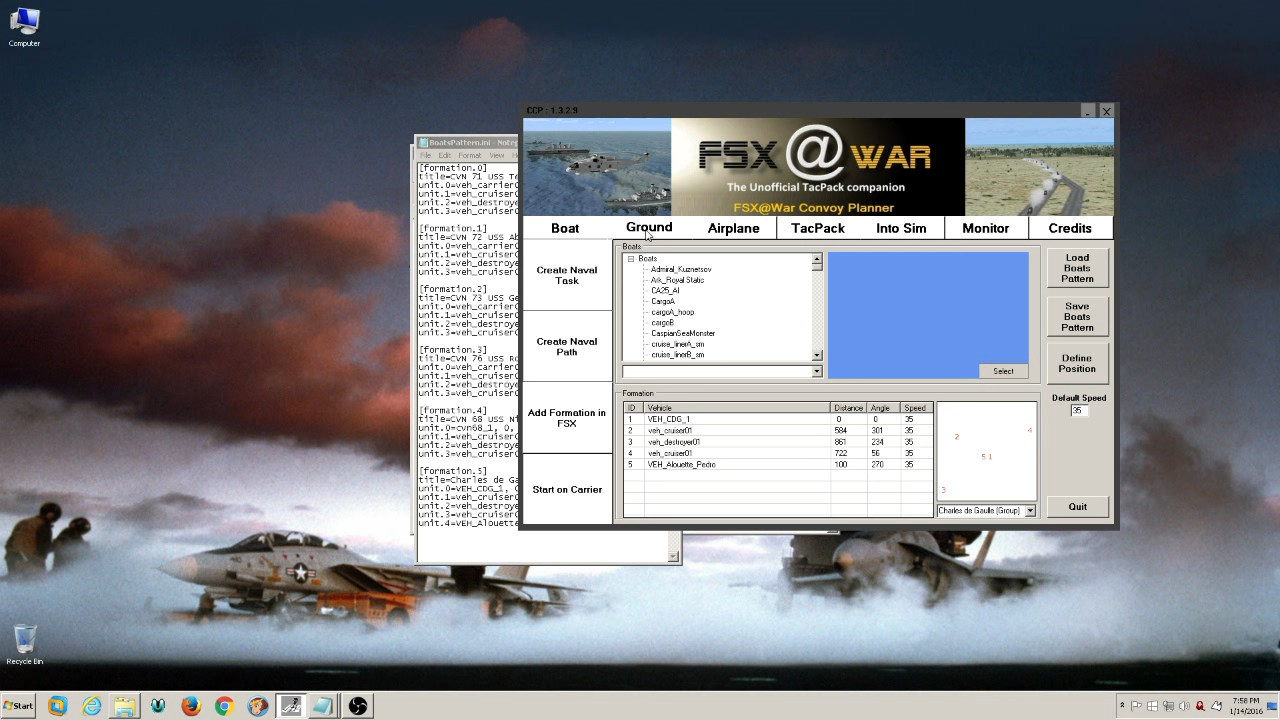 Computer
BoatsPattern.ini - Notep
File Edit Format View H
[formation.0]
title=CVN 71 USS Te
unit.0=veh_carrier
unit.1=veh_cruiser
unit.2=veh_destroye
unit.3=veh_cruiser
[formation.1]
title=CVN 72 USS Ab
unit.0=veh_carrier
unit.1=veh_cruiser
unit.2=veh_destroye
unit.3=veh_cruiser
[formation.2]
title=CVN 73 USS Ge
unit.0=veh_carrier
unit.1=veh_cruiser
unit.2=veh_destroye
unit.3=veh_cruiser
[formation.3]
title=CVN 76 USS Ro
unit.0=veh_carrier
unit.1=veh_cruiser
unit.2=veh_destroye
unit.3=veh_cruiser
[formation.4]
title=CVN 68 USS Ni
unit.0=cvn68_1, 0,
unit.1=veh_cruiser
unit.2=veh_destroye
unit.3=veh_cruiser
[formation.5]
title=Charles de Ga
unit.0=VEH_CDG_1,
unit.1=veh_cruiser
unit.2=veh_destroye
unit.3=veh_cruiser
unit.4=VEH_Alouette
CCP : 1.3.2.9
FSX@WAR
The Unofficial TacPack companion
FSX@War Convoy Planner
Boat Ground Airplane TacPack Into Sim Monitor Credits
Create Naval
Task
Create Naval
Path
Add Formation in
FSX
Start on Carrier
Boats
Boats
Admiral_Kuznetsov
Ark_Royal Static
CA25_AI
CargoA
cargoA_hoop
cargoB
CaspianSeaMonster
cruise_linerA_sm
cruise_linerB_sm
Select
Load
Boats
Pattern
Save
Boats
Pattern
Define
Position
Default Speed
35
Quit
Formation
ID Vehicle Distance Angle Speed
1 VEH_CDG_1 0 0 35
2 veh_cruiser01 584 301 35
3 veh_destroyer01 861 234 35
4 veh_cruiser01 722 56 35
5 VEH_Alouette_Pedro 100 270 35
4
2
5 1
3
Charles de Gaulle (Group)
Recycle Bin
Start
7:58 PM
1/14/2016